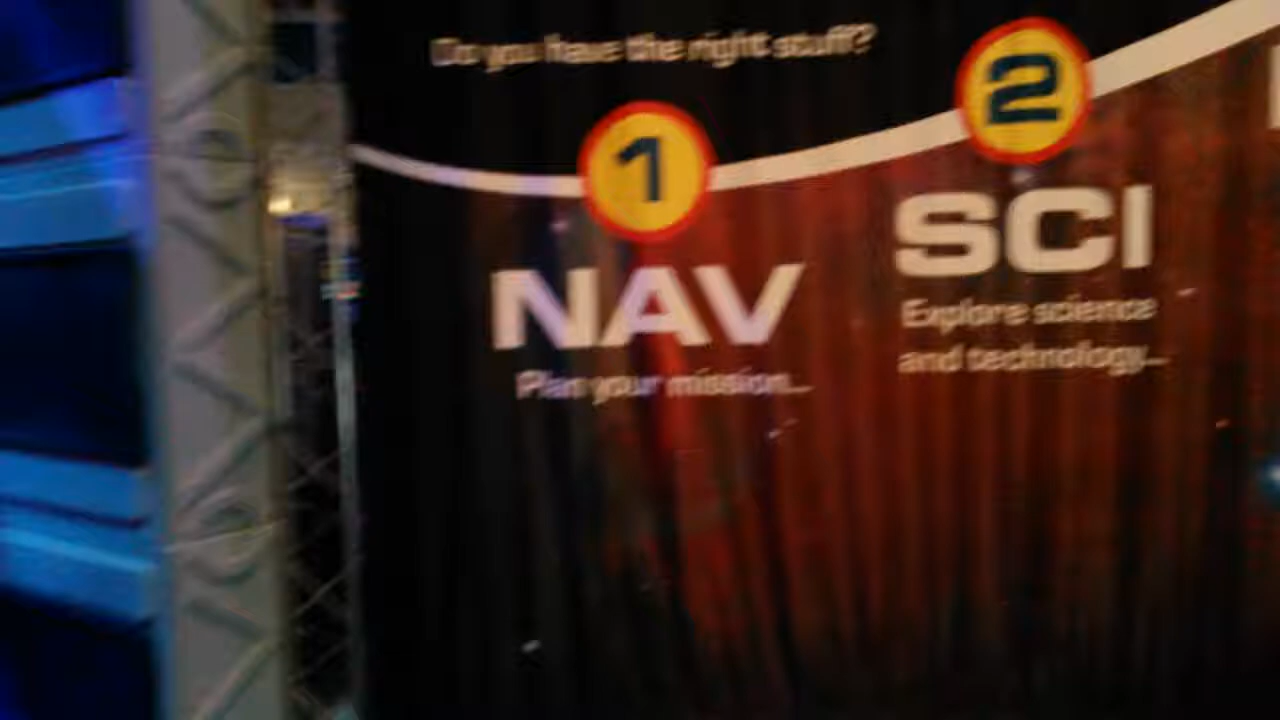 Do you have the right stuff?
1
NAV
Plan your mission...
2
SCI
Explore science
and technology...